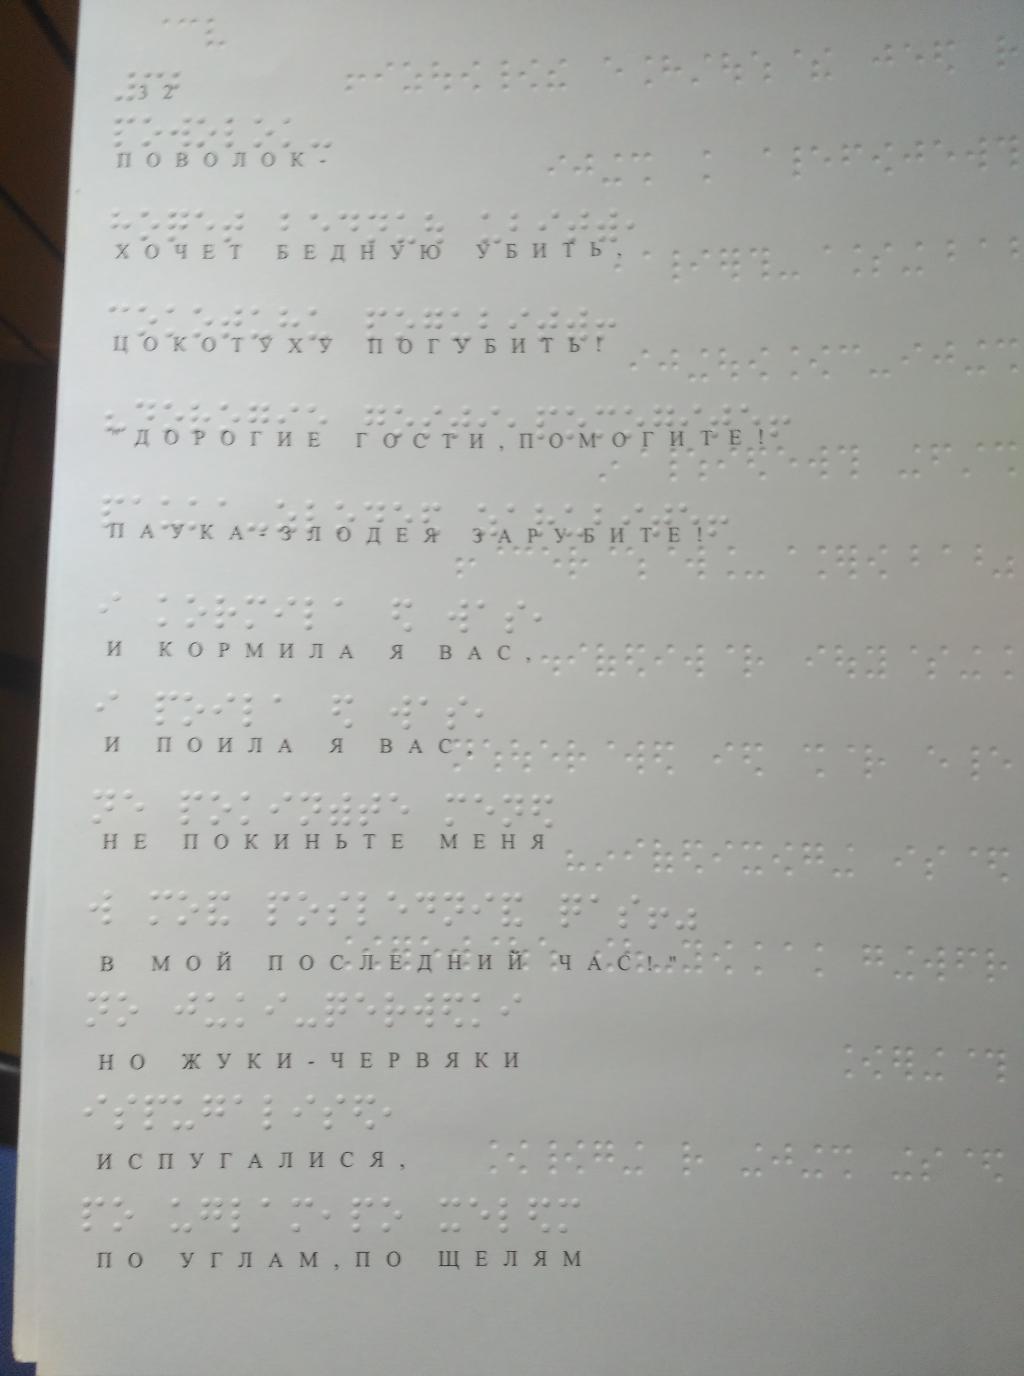 32
ПОВОЛОК-
ХОЧЕТ БЕДНУЮ УБИТЬ,
ЦОКОТУХУ ПОГУБИТЬ!
"ДОРОГИЕ ГОСТИ,ПОМОГИТЕ!
ПАУКА-ЗЛОДЕЯ ЗАРУБИТЕ!
И КОРМИЛА Я ВАС,
И ПОИЛА Я ВАС,
НЕ ПОКИНЬТЕ МЕНЯ
В МОЙ ПОСЛЕДНИЙ ЧАС!"
НО ЖУКИ-ЧЕРВЯКИ
ИСПУГАЛИСЯ,
ПО УГЛАМ,ПО ЩЕЛЯМ